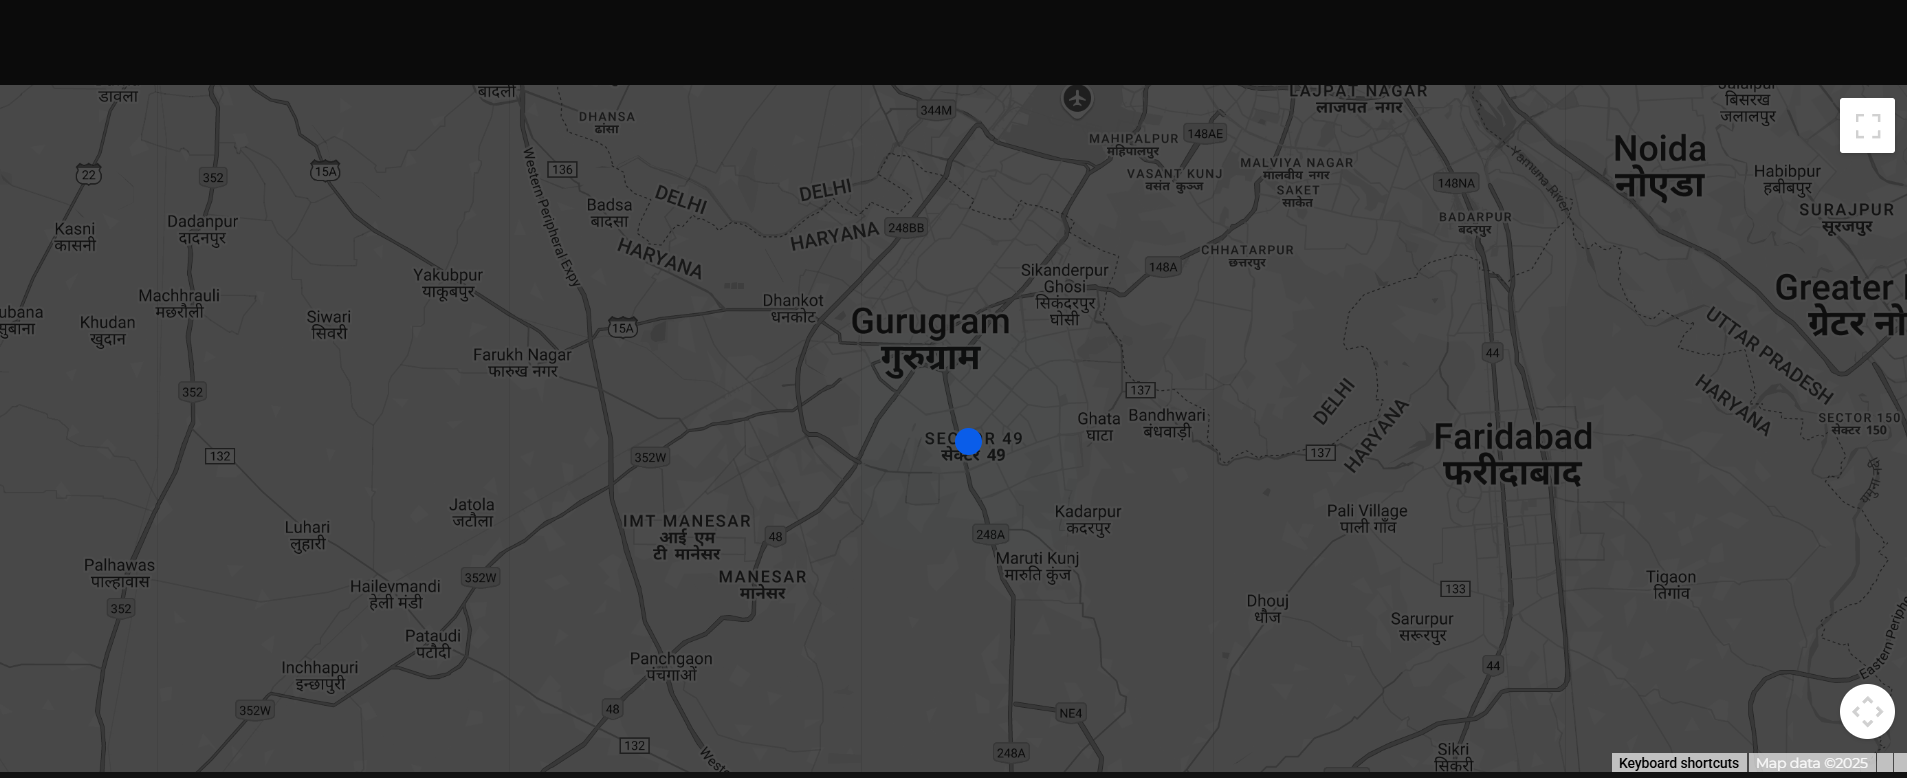 डावला
बादली
DHANSA
ढांसा
344M
LAJPAT NAGAR
लाजपत नगर
बिसरख
जलालपुर
MAHIPALPUR
महिपालपुर
148AE
Noida
नोएडा
22
352
15A
136
VASANT KUNJ
वसंत कुञ्ज
MALVIYA NAGAR
मालवीय नगर
SAKET
साकेत
148NA
Yamuna River
Habibpur
हबीबपुर
Western Peripheral Expy
DELHI
DELHI
Badsa
बादसा
Kasni
कासनी
Dadanpur
दादनपुर
HARYANA
HARYANA
248BB
BADARPUR
बदरपुर
SURAJPUR
सूरजपुर
CHHATARPUR
छत्तरपुर
148A
Yakubpur
याकूबपुर
Sikanderpur
Ghosi
सिकंदरपुर
घोसी
Machhrauli
मछरौली
Dhankot
धनकोट
Greater
ग्रेटर
Khudan
खुदान
Siwari
सिवरी
15A
Gurugram
गुरुग्राम
UTTAR PRADESH
HARYANA
Farukh Nagar
फारुख नगर
44
352
137
DELHI
HARYANA
Ghata
घाटा
Bandhwari
बंधवाड़ी
SECTOR 150
सेक्टर 150
49
सेक्टर 49
Faridabad
फरीदाबाद
132
352W
137
यमुना नदी
Jatola
जटौला
Luhari
लुहारी
IMT MANESAR
आई एम
टी मानेसर
48
248A
Kadarpur
कदरपुर
Pali Village
पाली गाँव
Maruti Kunj
मारुति कुंज
Palhawas
पाल्हावास
352
Haileymandi
हेली मंडी
352W
MANESAR
मानेसर
133
Tigaon
तिगांव
Dhouj
धौज
Sarurpur
सरूरपुर
Pataudi
पटौदी
Inchhapuri
इन्छापुरी
Panchgaon
पंचगाओं
44
352W
48
132
NE4
248A
Sikri
सिकरी
Keyboard shortcuts
Map data ©2025